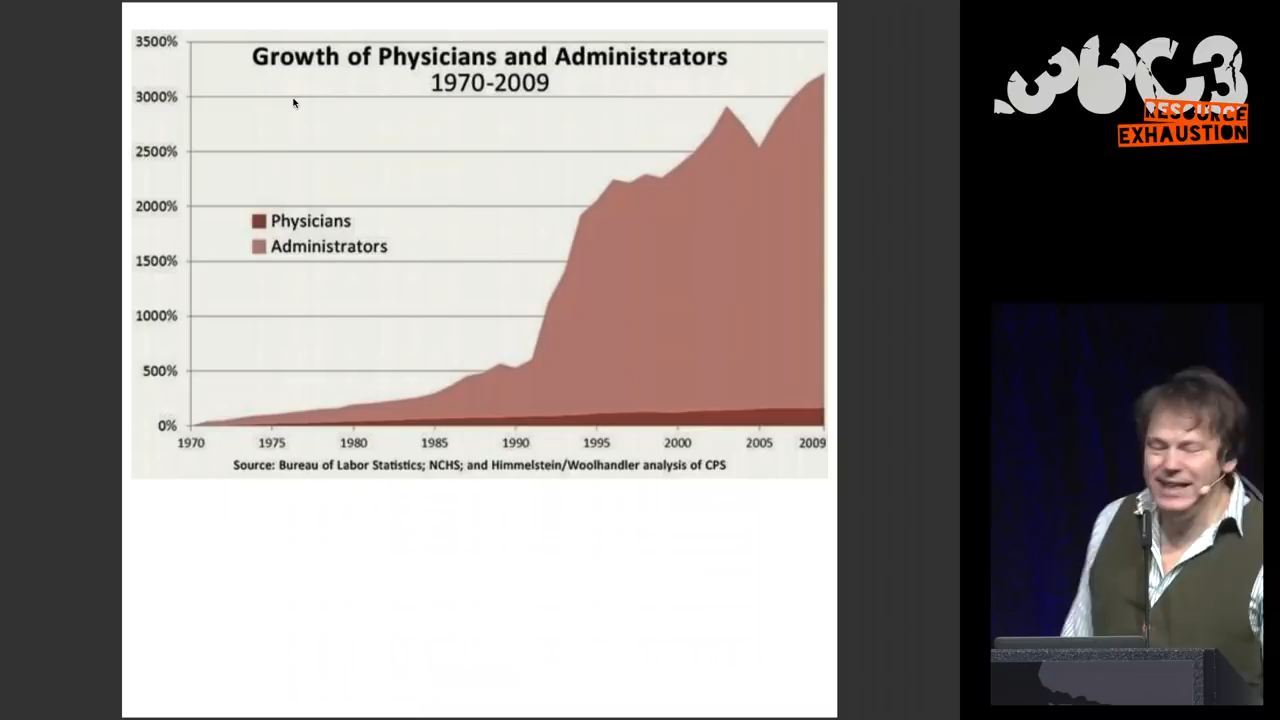 3500%
Growth of Physicians and Administrators
1970-2009
3000%
2500%
2000%
1500%
1000%
500%
0%
Physicians
Administrators
1970 1975 1980 1985 1990 1995 2000 2005 2009
Source: Bureau of Labor Statistics; NCHS; and Himmelstein/Woolhandler analysis of CPS
36C3
RESOURCE
EXHAUSTION